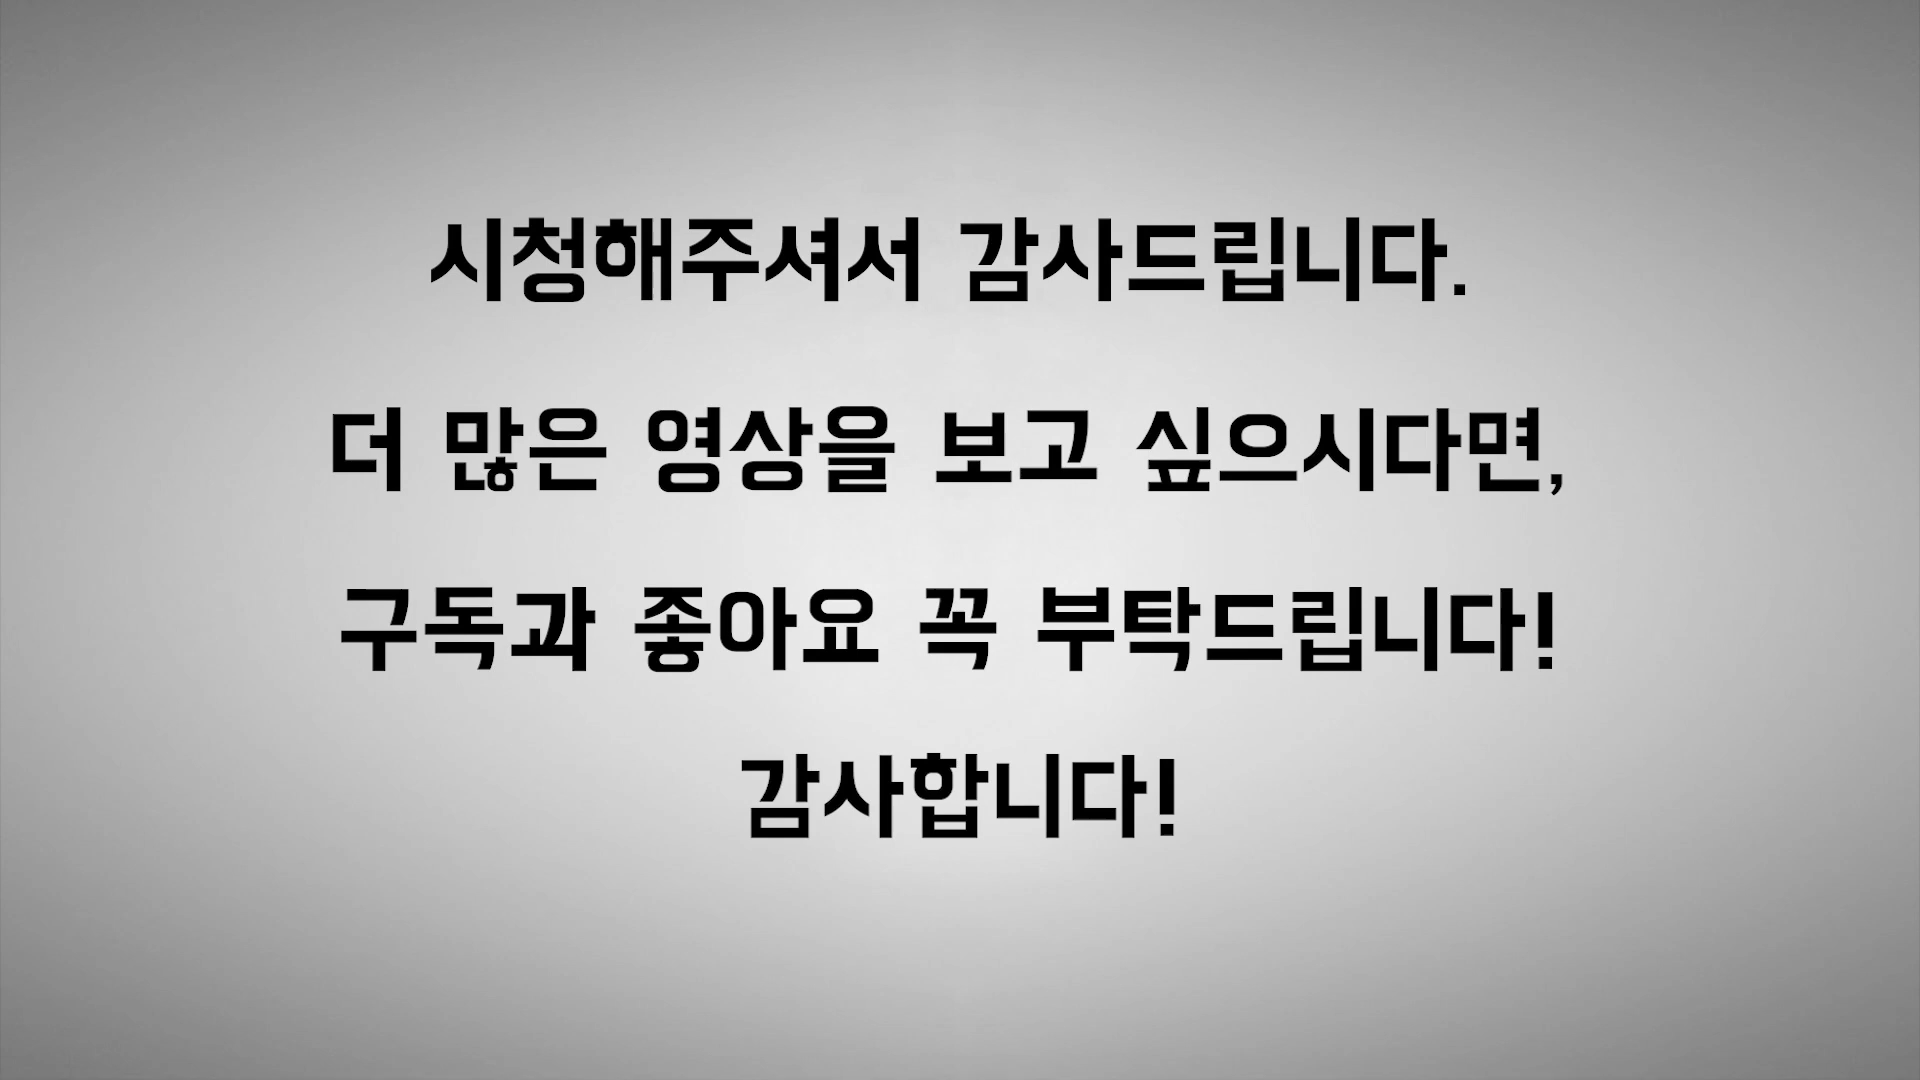 시청해주셔서 감사드립니다.
더 많은 영상을 보고 싶으시다면,
구독과 좋아요 꼭 부탁드립니다!
감사합니다!